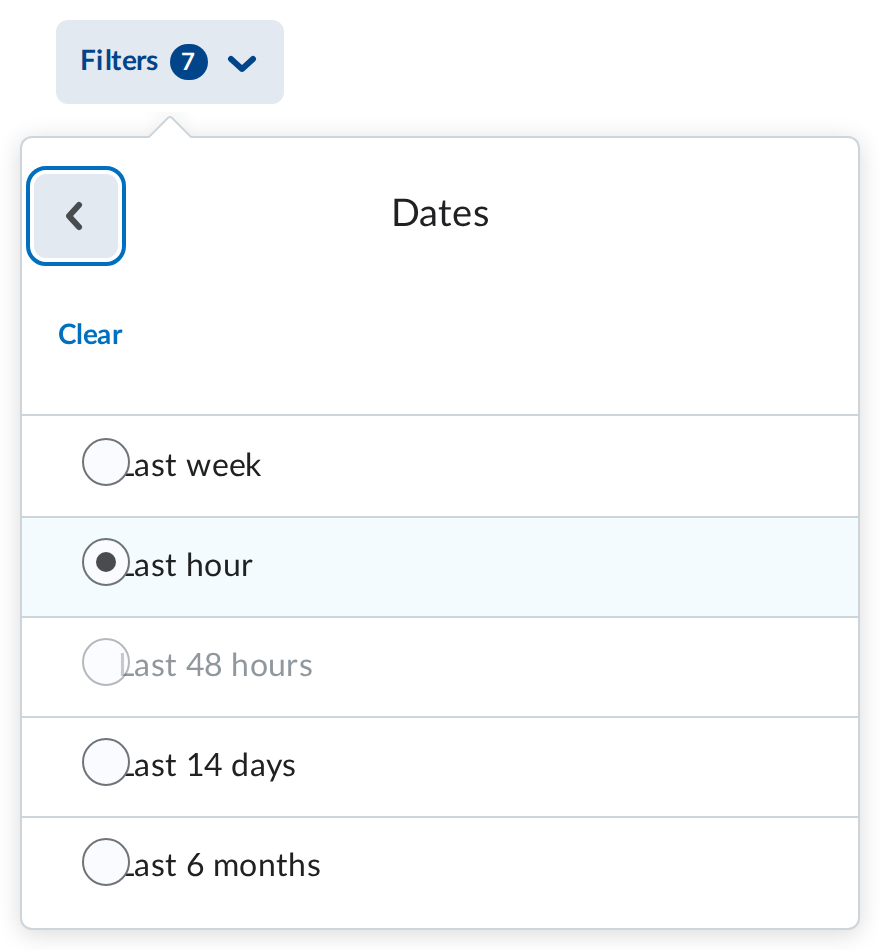 Filters 7
Dates
Clear
Last week
Last hour
Last 48 hours
Last 14 days
Last 6 months